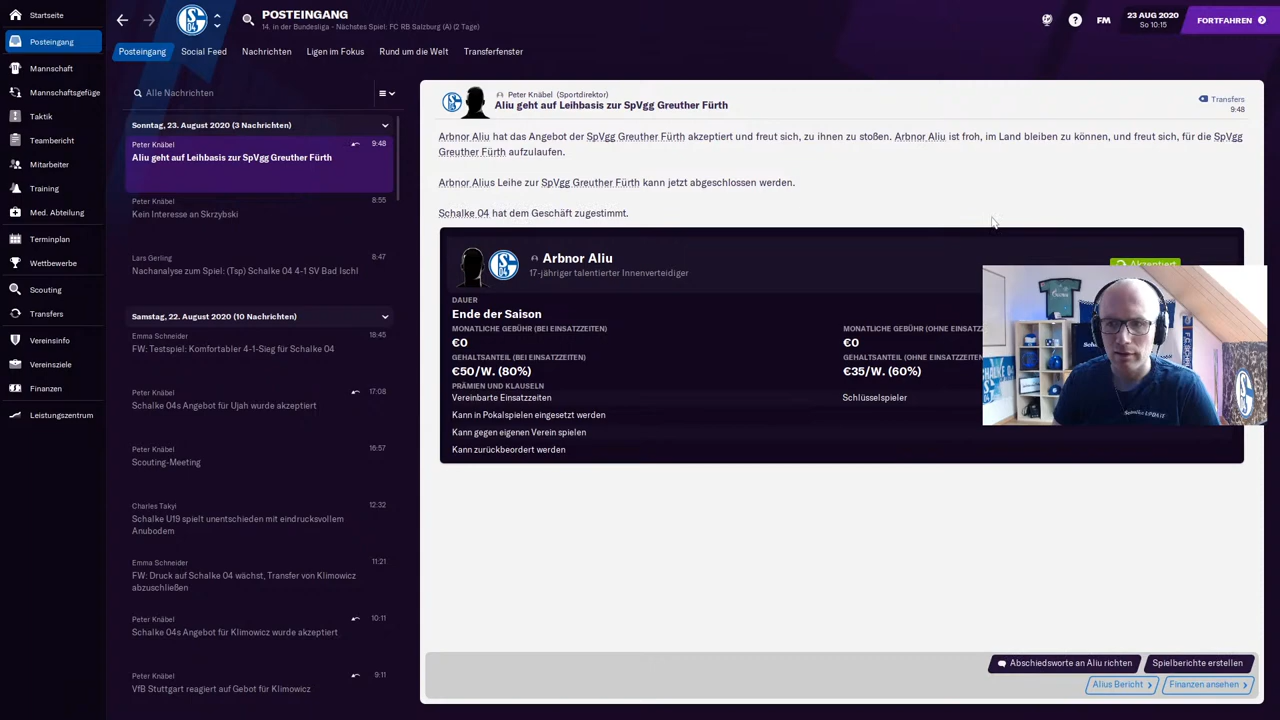 Startseite
Posteingang
Mannschaft
Mannschaftsgefüge
Taktik
Teambericht
Mitarbeiter
Training
Med. Abteilung
Terminplan
Wettbewerbe
Scouting
Transfers
Vereinsinfo
Vereinsziele
Finanzen
Leistungszentrum
POSTEINGANG
14. in der Bundesliga - Nächstes Spiel: FC RB Salzburg (A) (2 Tage)
FM
23 AUG 2020
So 10:15
FORTFAHREN
Posteingang Social Feed Nachrichten Ligen im Fokus Rund um die Welt Transferfenster
Alle Nachrichten
Sonntag, 23. August 2020 (3 Nachrichten)
Peter Knäbel 9:48
Aliu geht auf Leihbasis zur SpVgg Greuther Fürth
Peter Knäbel 8:55
Kein Interesse an Skrzybski
Lars Gerling 8:47
Nachanalyse zum Spiel: (Tsp) Schalke 04 4-1 SV Bad Ischl
Samstag, 22. August 2020 (10 Nachrichten)
Emma Schneider 18:45
FW: Testspiel: Komfortabler 4-1-Sieg für Schalke 04
Peter Knäbel 17:08
Schalke 04s Angebot für Ujah wurde akzeptiert
Peter Knäbel 16:57
Scouting-Meeting
Charles Takyi 12:32
Schalke U19 spielt unentschieden mit eindrucksvollem
Anubodem
Emma Schneider 11:21
FW: Druck auf Schalke 04 wächst, Transfer von Klimowicz
abzuschließen
Peter Knäbel 10:11
Schalke 04s Angebot für Klimowicz wurde akzeptiert
Peter Knäbel 9:11
VfB Stuttgart reagiert auf Gebot für Klimowicz
Peter Knäbel (Sportdirektor)
Aliu geht auf Leihbasis zur SpVgg Greuther Fürth
Transfers
9:48
Arbnor Aliu hat das Angebot der SpVgg Greuther Fürth akzeptiert und freut sich, zu ihnen zu stoßen. Arbnor Aliu ist froh, im Land bleiben zu können, und freut sich, für die SpVgg
Greuther Fürth aufzulaufen.
Arbnor Alius Leihe zur SpVgg Greuther Fürth kann jetzt abgeschlossen werden.
Schalke 04 hat dem Geschäft zugestimmt.
Arbnor Aliu
17-jähriger talentierter Innenverteidiger
Akzeptiert
DAUER
Ende der Saison
MONATLICHE GEBÜHR (BEI EINSATZZEITEN) MONATLICHE GEBÜHR (OHNE EINSATZZ
€0 €0
GEHALTSANTEIL (BEI EINSATZZEITEN) GEHALTSANTEIL (OHNE EINSATZZEITEN
€50/W. (80%) €35/W. (60%)
PRÄMIEN UND KLAUSELN
Vereinbarte Einsatzzeiten Schlüsselspieler
Kann in Pokalspielen eingesetzt werden
Kann gegen eigenen Verein spielen
Kann zurückbeordert werden
Abschiedsworte an Aliu richten Spielberichte erstellen
Alius Bericht Finanzen ansehen